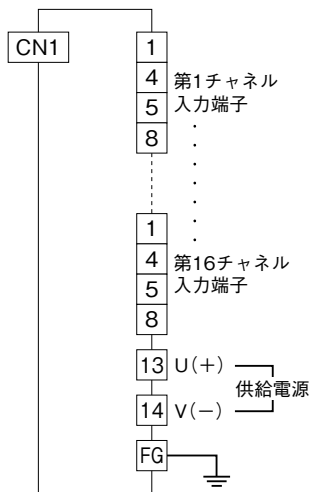 CN1
1
4
5
8
第1チャネル
入力端子
1
4
5
8
第16チャネル
入力端子
13 U(+)
供給電源
14 V(−)
FG